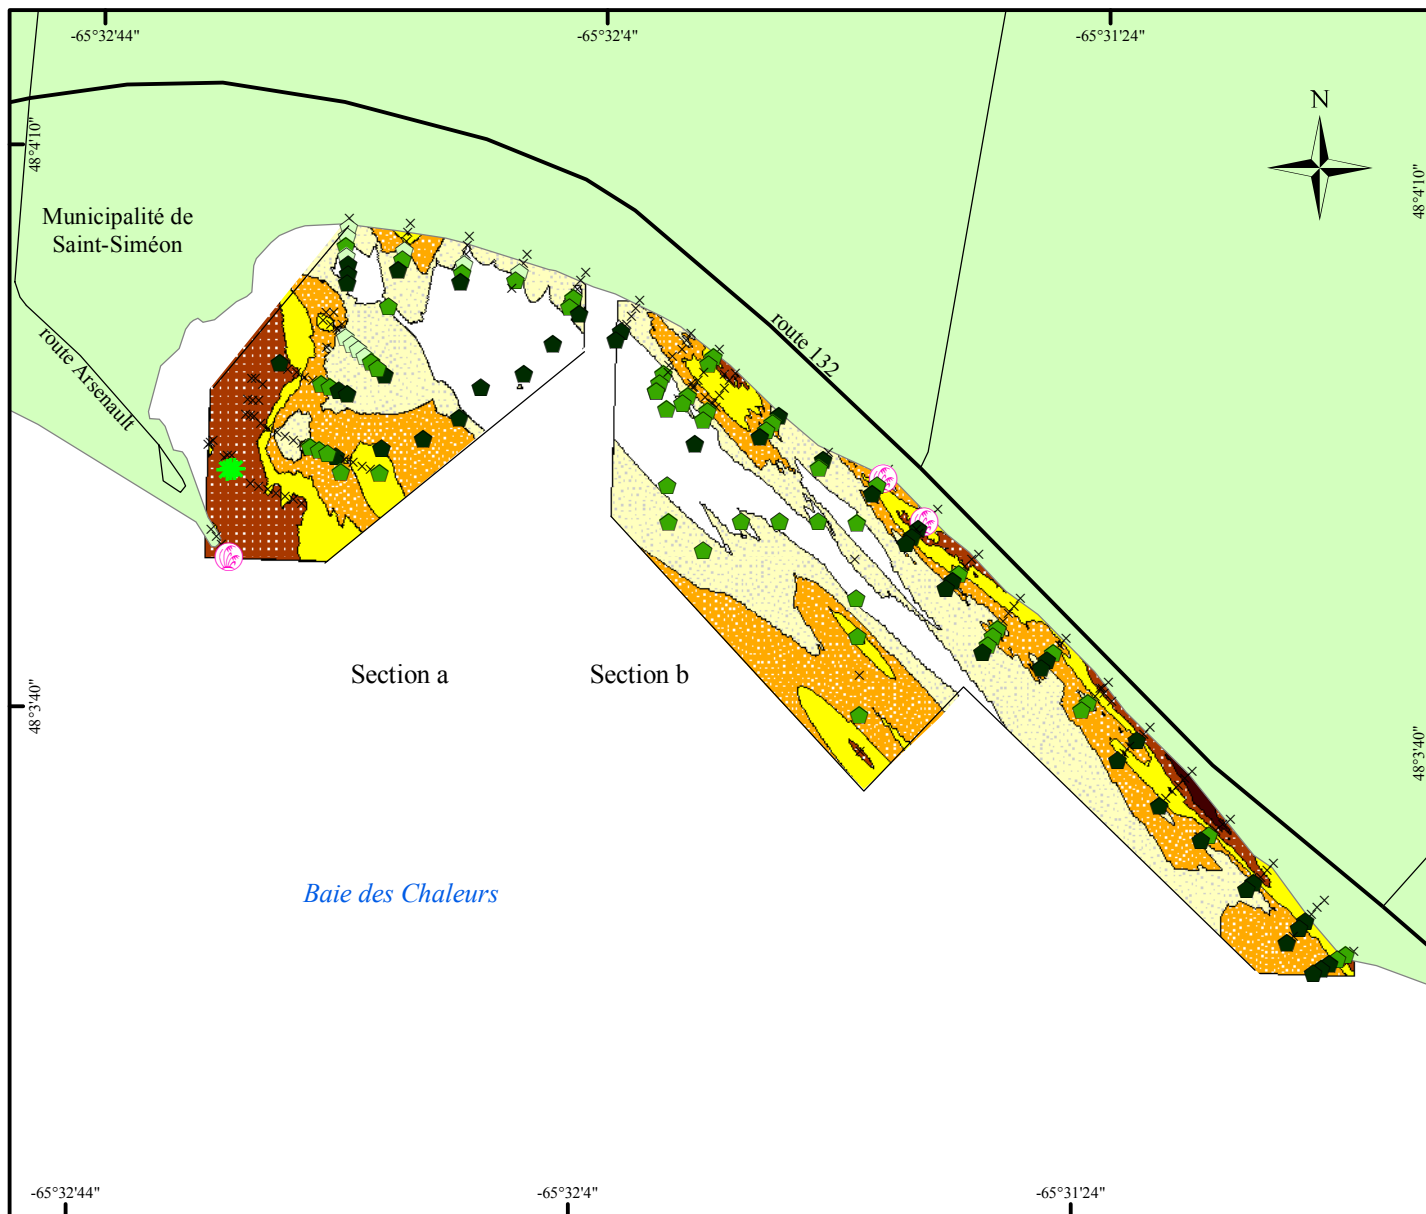 -65°32'44"
-65°32'4"
-65°31'24"
N
48°4'10"
48°4'10"
Municipalité de
Saint-Siméon
route Arsenault
route 132
Section a
Section b
48°3'40"
48°3'40"
Baie des Chaleurs
-65°32'44"
-65°32'4"
-65°31'24"